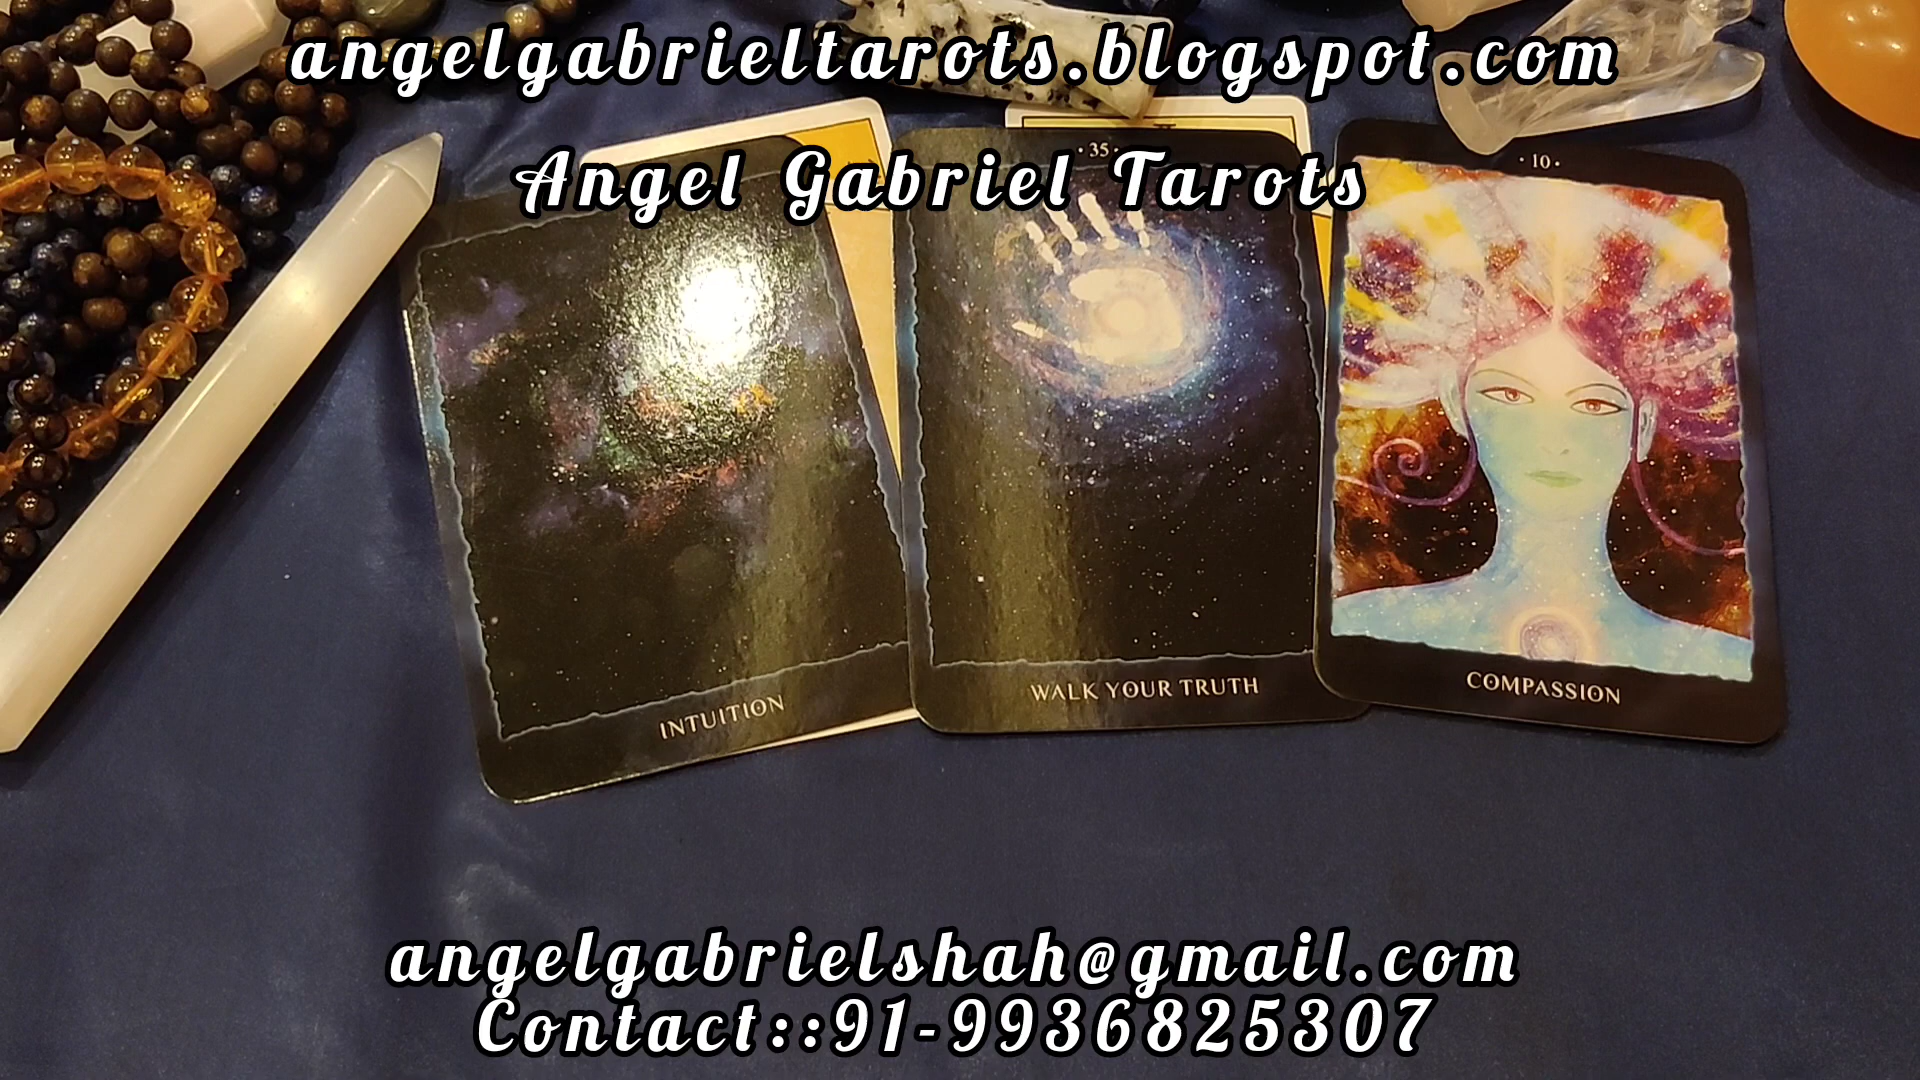 angelgabrieltarots.blogspot.com
Angel Gabriel Tarots
·35·
·10·
INTUITION
WALK YOUR TRUTH
COMPASSION
angelgabrielshah@gmail.com
Contact::91-9936825307